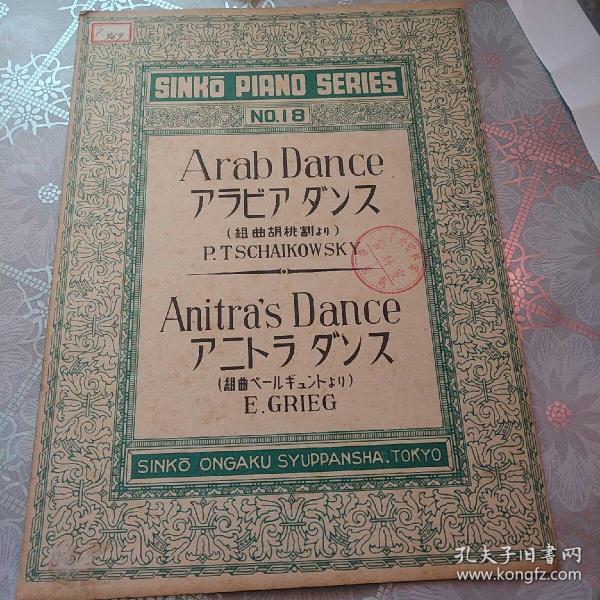 P 969
SINKŌ PIANO SERIES
NO.18
Arab Dance
アラビア ダンス
(組曲胡桃割より)
P.TSCHAIKOWSKY
Anitra's Dance
アニトラ ダンス
(組曲ペールギュントより)
E.GRIEG
SINKŌ ONGAKU SYUPPANSHA.TOKYO
孔夫子旧书网
www.kongfz.com